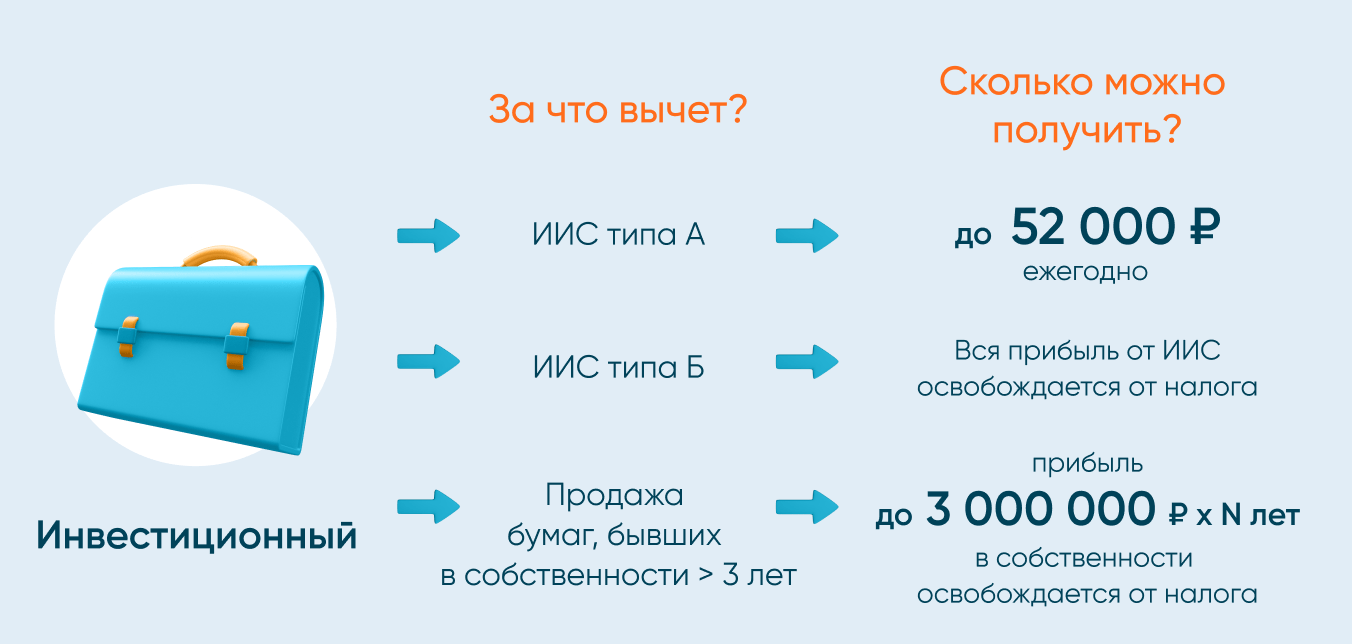 За что вычет?
Сколько можно
получить?
ИИС типа А
до 52 000 ₽
ежегодно
ИИС типа Б
Вся прибыль от ИИС
освобождается от налога
Инвестиционный
Продажа
бумаг, бывших
в собственности > 3 лет
прибыль
до 3 000 000 ₽ х N лет
в собственности
освобождается от налога